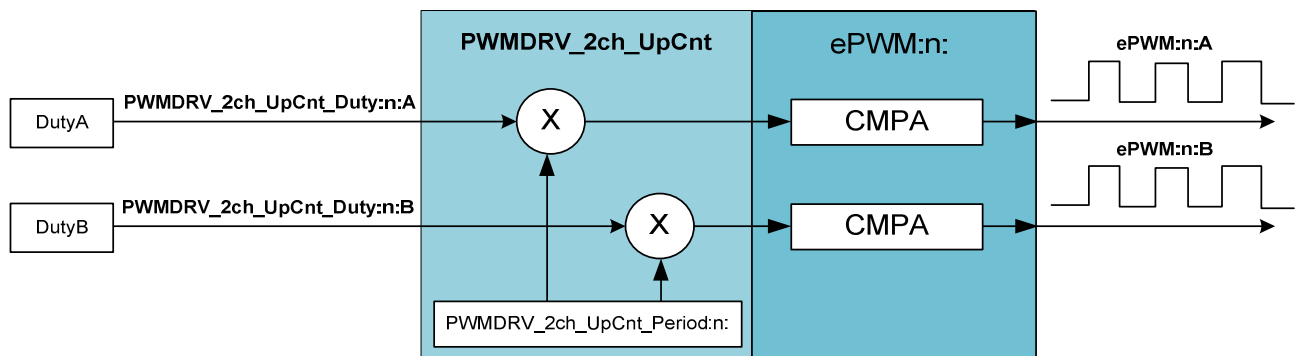 PWMDRV_2ch_UpCnt
ePWM:n:
ePWM:n:A
DutyA
PWMDRV_2ch_UpCnt_Duty:n:A
X
CMPA
ePWM:n:B
DutyB
PWMDRV_2ch_UpCnt_Duty:n:B
X
CMPA
PWMDRV_2ch_UpCnt_Period:n: